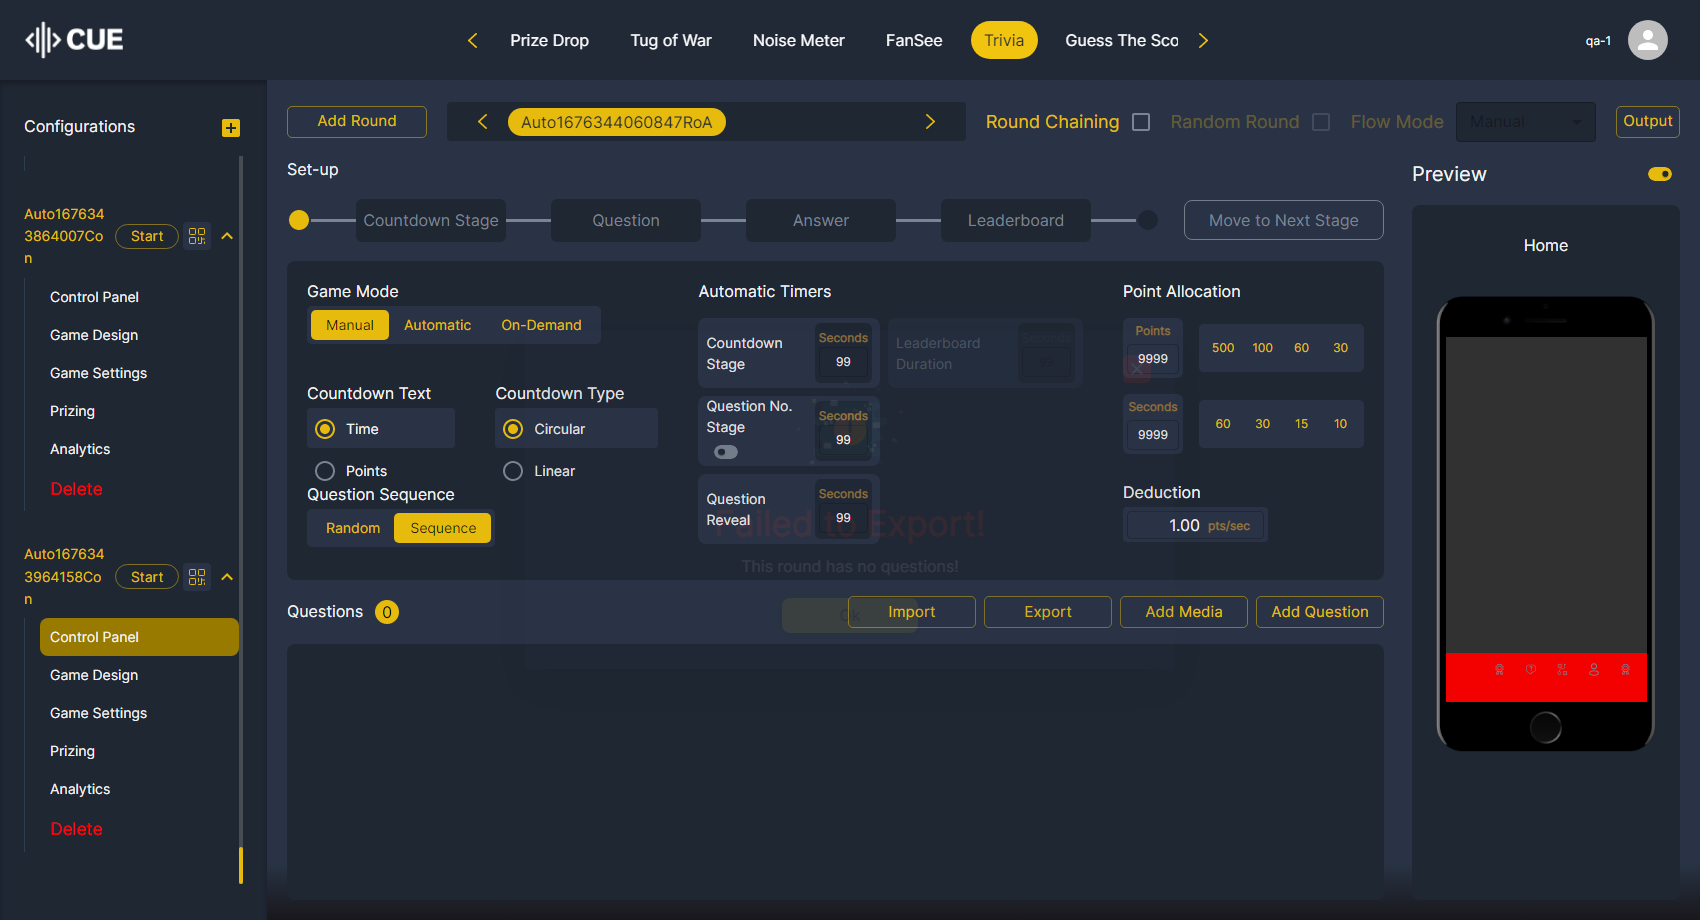 CUE
Prize Drop
Tug of War
Noise Meter
FanSee
Trivia
Guess The Sco
qa-1
Configurations
Add Round
Auto1676344060847RoA
Round Chaining
Random Round
Flow Mode
Manual
Output
Set-up
Preview
Auto167634
3864007Co
n
Start
Countdown Stage
Question
Answer
Leaderboard
Move to Next Stage
Home
Control Panel
Game Design
Game Settings
Prizing
Analytics
Delete
Game Mode
Manual
Automatic
On-Demand
Automatic Timers
Point Allocation
Countdown
Stage
Seconds
99
Leaderboard
Duration
Points
9999
500
100
60
30
Countdown Text
Time
Points
Countdown Type
Circular
Linear
Question No.
Stage
Seconds
99
Seconds
9999
60
30
15
10
Question Sequence
Random
Sequence
Question
Reveal
Seconds
99
Deduction
1.00 pts/sec
Failed to Export!
This round has no questions!
Ok
Auto167634
3964158Co
n
Start
Questions
0
Import
Export
Add Media
Add Question
Control Panel
Game Design
Game Settings
Prizing
Analytics
Delete